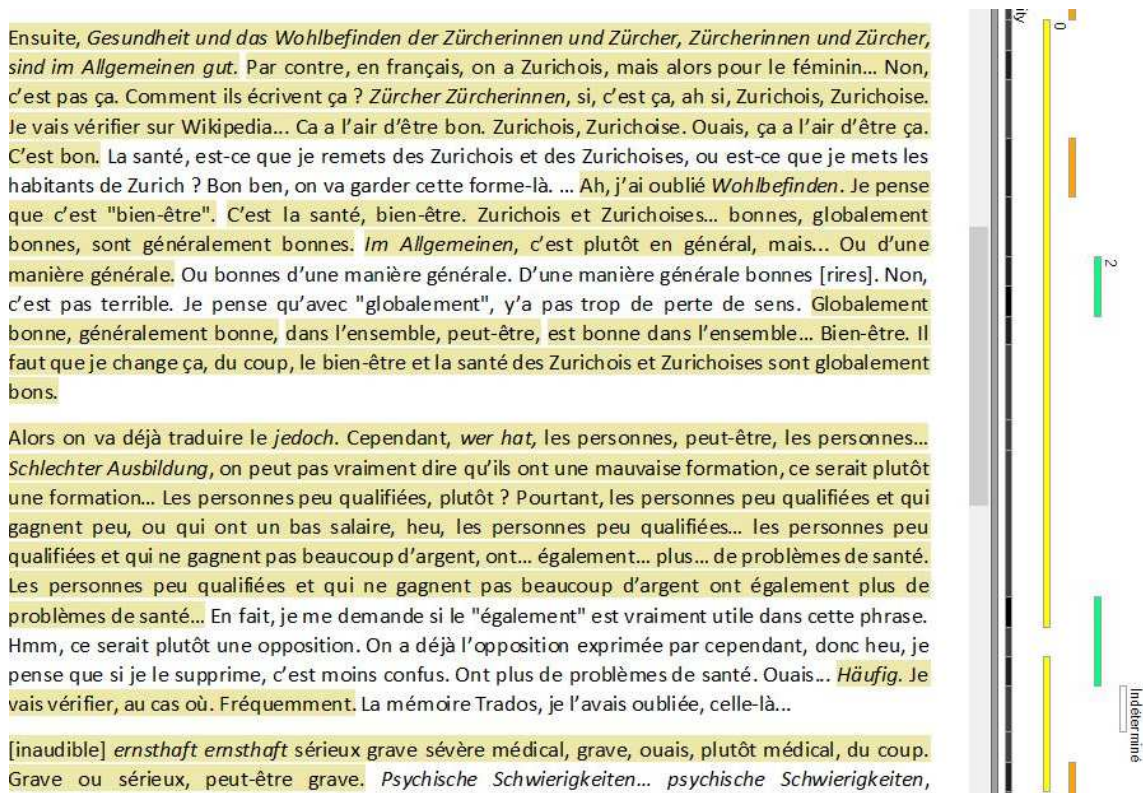 Ensuite, Gesundheit und das Wohlbefinden der Zürcherinnen und Zürcher, Zürcherinnen und Zürcher,
sind im Allgemeinen gut. Par contre, en français, on a Zurichois, mais alors pour le féminin... Non,
c'est pas ça. Comment ils écrivent ça ? Zürcher Zürcherinnen, si, c'est ça, ah si, Zurichois, Zurichoise.
Je vais vérifier sur Wikipedia... Ca a l'air d'être bon. Zurichois, Zurichoise. Ouais, ça a l'air d'être ça.
C'est bon. La santé, est-ce que je remets des Zurichois et des Zurichoises, ou est-ce que je mets les
habitants de Zurich ? Bon ben, on va garder cette forme-là. ... Ah, j'ai oublié Wohlbefinden. Je pense
que c'est "bien-être". C'est la santé, bien-être. Zurichois et Zurichoises... bonnes, globalement
bonnes, sont généralement bonnes. Im Allgemeinen, c'est plutôt en général, mais... Ou d'une
manière générale. Ou bonnes d'une manière générale. D'une manière générale bonnes [rires]. Non,
c'est pas terrible. Je pense qu'avec "globalement", y'a pas trop de perte de sens. Globalement
bonne, généralement bonne, dans l'ensemble, peut-être, est bonne dans l'ensemble... Bien-être. Il
faut que je change ça, du coup, le bien-être et la santé des Zurichois et Zurichoises sont globalement
bons.
Alors on va déjà traduire le jedoch. Cependant, wer hat, les personnes, peut-être, les personnes...
Schlechter Ausbildung, on peut pas vraiment dire qu'ils ont une mauvaise formation, ce serait plutôt
une formation... Les personnes peu qualifiées, plutôt ? Pourtant, les personnes peu qualifiées et qui
gagnent peu, ou qui ont un bas salaire, heu, les personnes peu qualifiées... les personnes peu
qualifiées et qui ne gagnent pas beaucoup d'argent, ont... également... plus... de problèmes de santé.
Les personnes peu qualifiées et qui ne gagnent pas beaucoup d'argent ont également plus de
problèmes de santé... En fait, je me demande si le "également" est vraiment utile dans cette phrase.
Hmm, ce serait plutôt une opposition. On a déjà l'opposition exprimée par cependant, donc heu, je
pense que si je le supprime, c'est moins confus. Ont plus de problèmes de santé. Ouais... Häufig. Je
vais vérifier, au cas où. Fréquemment. La mémoire Trados, je l'avais oubliée, celle-là...
[inaudible] ernsthaft ernsthaft sérieux grave sévère médical, grave, ouais, plutôt médical, du coup.
Grave ou sérieux, peut-être grave. Psychische Schwierigkeiten... psychische Schwierigkeiten,
ity
0
2
Indéterminé